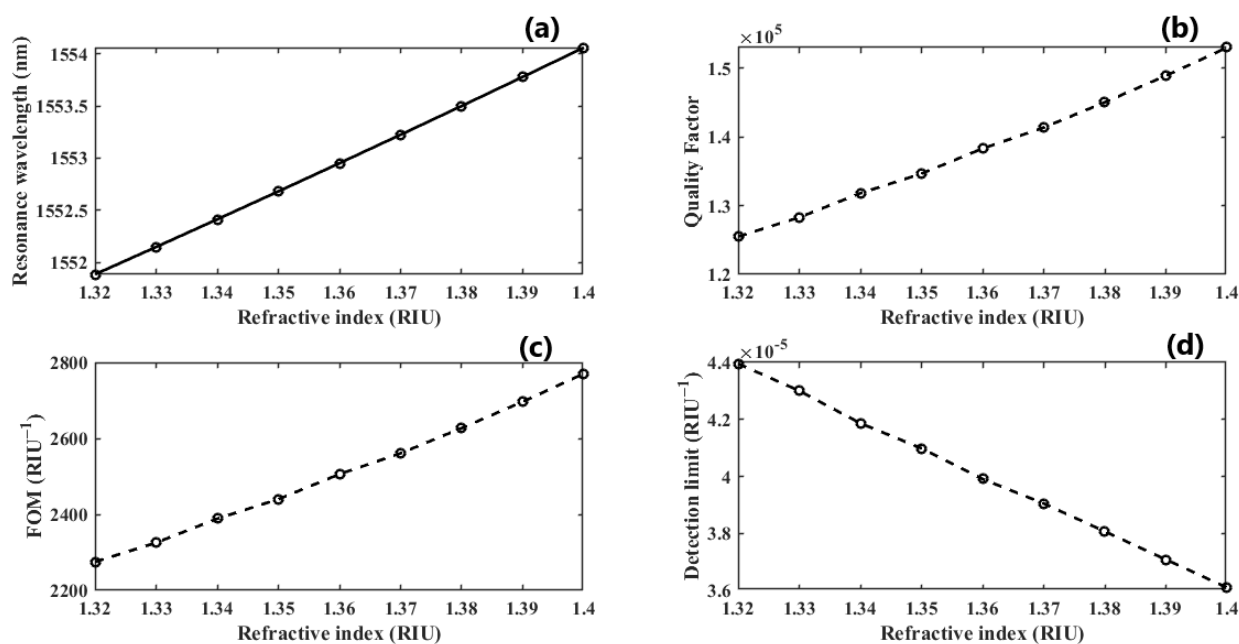 (a)
Resonance wavelength (nm)
1554
1553.5
1553
1552.5
1552
1.32 1.33 1.34 1.35 1.36 1.37 1.38 1.39 1.4
Refractive index (RIU)
(b)
×10⁵
Quality Factor
1.5
1.4
1.3
1.2
1.32 1.33 1.34 1.35 1.36 1.37 1.38 1.39 1.4
Refractive index (RIU)
(c)
FOM (RIU⁻¹)
2800
2600
2400
2200
1.32 1.33 1.34 1.35 1.36 1.37 1.38 1.39 1.4
Refractive index (RIU)
(d)
×10⁻⁵
Detection limit (RIU⁻¹)
4.4
4.2
4
3.8
3.6
1.32 1.33 1.34 1.35 1.36 1.37 1.38 1.39 1.4
Refractive index (RIU)